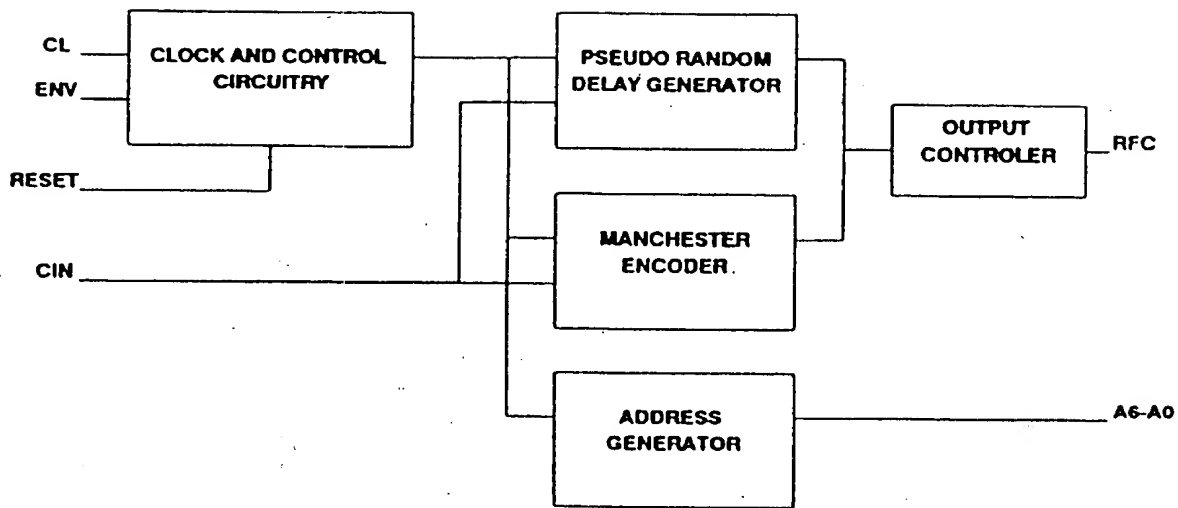 CL
ENV
RESET
CIN
CLOCK AND CONTROL
CIRCUITRY
PSEUDO RANDOM
DELAY GENERATOR
MANCHESTER
ENCODER
ADDRESS
GENERATOR
OUTPUT
CONTROLER
RFC
A6-A0